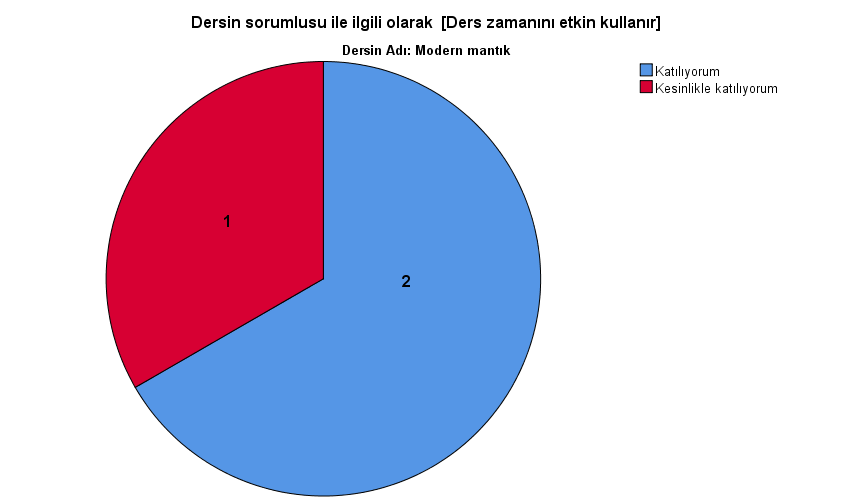 Dersin sorumlusu ile ilgili olarak [Ders zamanını etkin kullanır]
Dersin Adı: Modern mantık
Katılıyorum
Kesinlikle katılıyorum
1
2